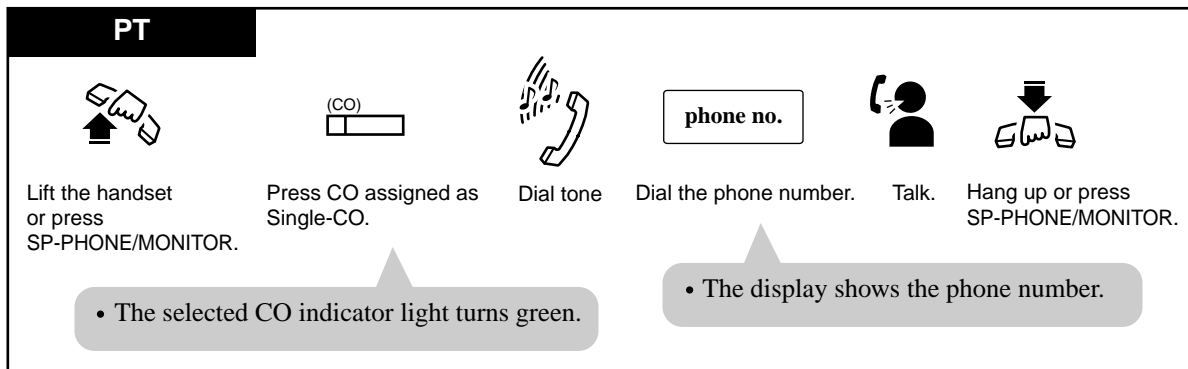 PT
(CO)
phone no.
Lift the handset
or press
SP-PHONE/MONITOR.
Press CO assigned as
Single-CO.
Dial tone
Dial the phone number.
Talk.
Hang up or press
SP-PHONE/MONITOR.
• The selected CO indicator light turns green.
• The display shows the phone number.